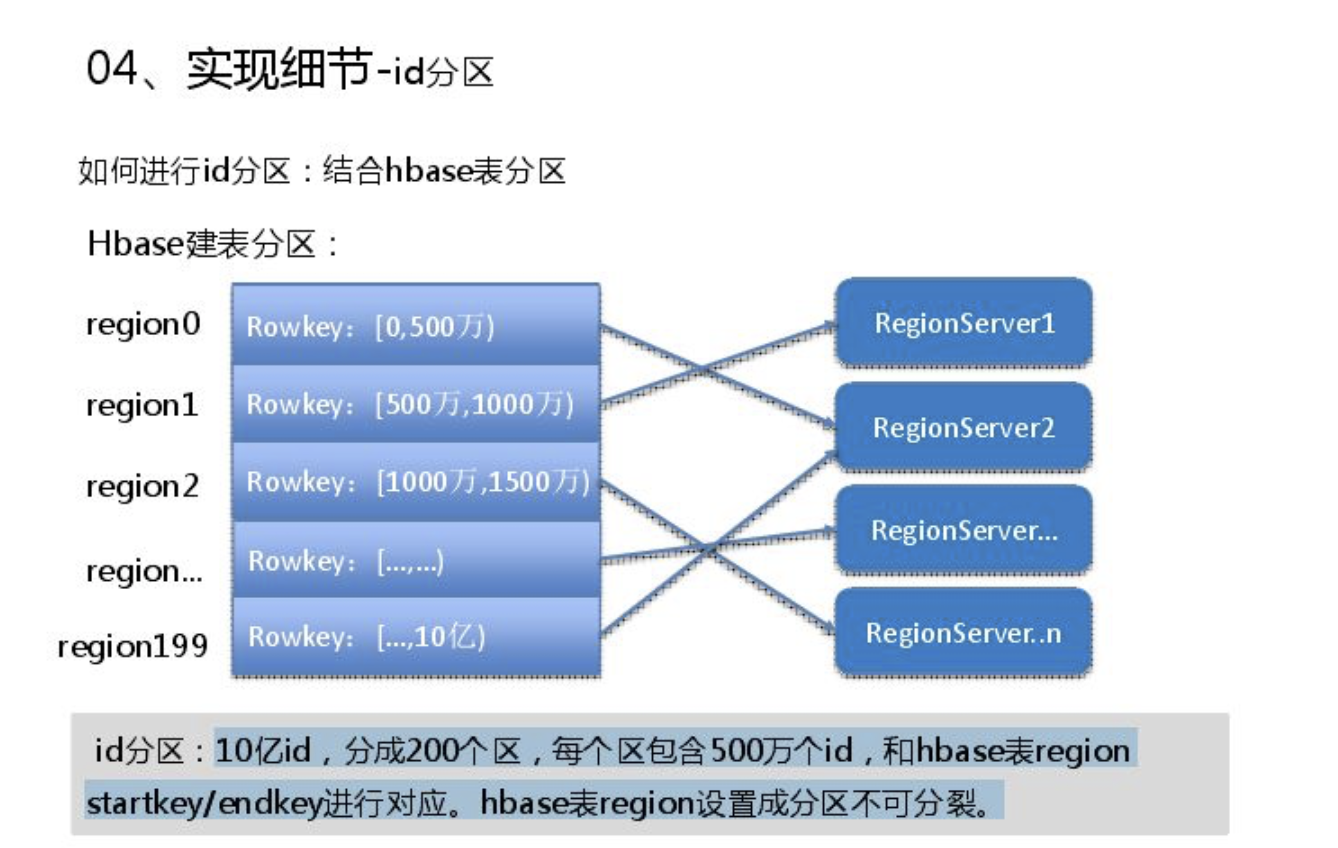 04、实现细节-id分区
如何进行id分区：结合hbase表分区
Hbase建表分区：
region0
Rowkey: [0,500万)
RegionServer1
region1
Rowkey: [500万,1000万)
RegionServer2
region2
Rowkey: [1000万,1500万)
RegionServer...
region...
Rowkey: [...,...)
region199
Rowkey: [...,10亿)
RegionServer..n
id分区：10亿id，分成200个区，每个区包含500万个id，和hbase表region
startkey/endkey进行对应。hbase表region设置成分区不可分裂。